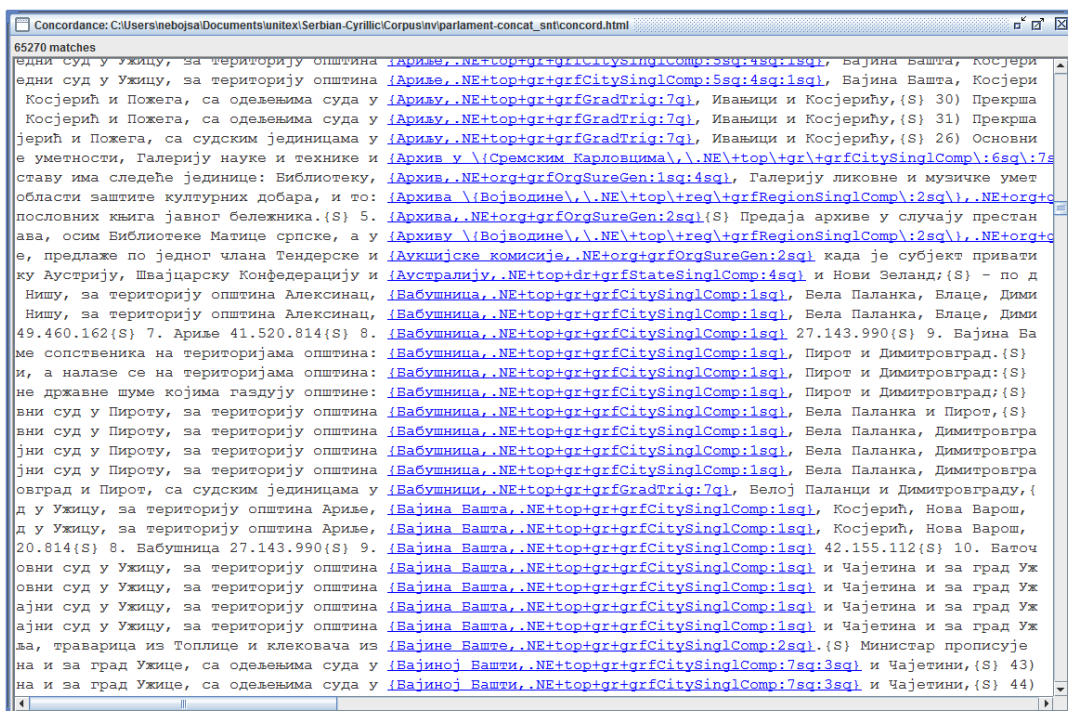 Concordance: C:\Users\nebojsa\Documents\unitex\Serbian-Cyrillic\Corpus\nv\parlament-concat_snt\concord.html
65270 matches
едни суд у Ужицу, за територију општина {Ариље,.NE+top+gr+grfCitySinglComp:5sq:4sq:1sq}, Бајина Башта, Косјери
едни суд у Ужицу, за територију општина {Ариље,.NE+top+gr+grfCitySinglComp:5sq:4sq:1sq}, Бајина Башта, Косјери
Косјерић и Пожега, са одељењима суда у {Ариљу,.NE+top+gr+grfGradTrig:7q}, Ивањици и Косјерићу,{S} 30) Прекрша
Косјерић и Пожега, са одељењима суда у {Ариљу,.NE+top+gr+grfGradTrig:7q}, Ивањици и Косјерићу,{S} 31) Прекрша
јерић и Пожега, са судским јединицама у {Ариљу,.NE+top+gr+grfGradTrig:7q}, Ивањици и Косјерићу,{S} 26) Основни
е уметности, Галерију науке и технике и {Архив у \{Сремским Карловцима\,\.NE\+top\+gr\+grfCitySinglComp\:6sq\:7s
ставу има следеће јединице: Библиотеку, {Архив,.NE+org+grfOrgSureGen:1sq:4sq}, Галерију ликовне и музичке умет
области заштите културних добара, и то: {Архива \{Војводине\,\.NE\+top\+reg\+grfRegionSinglComp\:2sq\},.NE+org+g
пословних књига јавног бележника.{S} 5. {Архива,.NE+org+grfOrgSureGen:2sq}{S} Предаја архиве у случају престан
ава, осим Библиотеке Матице српске, а у {Архиву \{Војводине\,\.NE\+top\+reg\+grfRegionSinglComp\:2sq\},.NE+org+g
е, предлаже по једног члана Тендерске и {Аукцијске комисије,.NE+org+grfOrgSureGen:2sq} када је субјект привати
ку Аустрију, Швајцарску Конфедерацију и {Аустралију,.NE+top+dr+grfStateSinglComp:4sq} и Нови Зеланд;{S} – по д
Нишу, за територију општина Алексинац, {Бабушница,.NE+top+gr+grfCitySinglComp:1sq}, Бела Паланка, Блаце, Дими
Нишу, за територију општина Алексинац, {Бабушница,.NE+top+gr+grfCitySinglComp:1sq}, Бела Паланка, Блаце, Дими
49.460.162{S} 7. Ариље 41.520.814{S} 8. {Бабушница,.NE+top+gr+grfCitySinglComp:1sq} 27.143.990{S} 9. Бајина Ба
ме сопственика на територијама општина: {Бабушница,.NE+top+gr+grfCitySinglComp:1sq}, Пирот и Димитровград.{S}
и, а налазе се на територијама општина: {Бабушница,.NE+top+gr+grfCitySinglComp:1sq}, Пирот и Димитровград:{S}
не државне шуме којима газдују општине: {Бабушница,.NE+top+gr+grfCitySinglComp:1sq}, Пирот и Димитровград;{S}
вни суд у Пироту, за територију општина {Бабушница,.NE+top+gr+grfCitySinglComp:1sq}, Бела Паланка и Пирот,{S}
вни суд у Пироту, за територију општина {Бабушница,.NE+top+gr+grfCitySinglComp:1sq}, Бела Паланка, Димитровгра
јни суд у Пироту, за територију општина {Бабушница,.NE+top+gr+grfCitySinglComp:1sq}, Бела Паланка, Димитровгра
јни суд у Пироту, за територију општина {Бабушница,.NE+top+gr+grfCitySinglComp:1sq}, Бела Паланка, Димитровгра
овград и Пирот, са судским јединицама у {Бабушници,.NE+top+gr+grfGradTrig:7q}, Белој Паланци и Димитровграду,{
д у Ужицу, за територију општина Ариље, {Бајина Башта,.NE+top+gr+grfCitySinglComp:1sq}, Косјерић, Нова Варош,
д у Ужицу, за територију општина Ариље, {Бајина Башта,.NE+top+gr+grfCitySinglComp:1sq}, Косјерић, Нова Варош,
20.814{S} 8. Бабушница 27.143.990{S} 9. {Бајина Башта,.NE+top+gr+grfCitySinglComp:1sq} 42.155.112{S} 10. Баточ
овни суд у Ужицу, за територију општина {Бајина Башта,.NE+top+gr+grfCitySinglComp:1sq} и Чајетина и за град Уж
овни суд у Ужицу, за територију општина {Бајина Башта,.NE+top+gr+grfCitySinglComp:1sq} и Чајетина и за град Уж
ајни суд у Ужицу, за територију општина {Бајина Башта,.NE+top+gr+grfCitySinglComp:1sq} и Чајетина и за град Уж
ајни суд у Ужицу, за територију општина {Бајина Башта,.NE+top+gr+grfCitySinglComp:1sq} и Чајетина и за град Уж
ља, траварица из Топлице и клековача из {Бајине Баште,.NE+top+gr+grfCitySinglComp:2sq}.{S} Министар прописује
на и за град Ужице, са одељењима суда у {Бајиној Башти,.NE+top+gr+grfCitySinglComp:7sq:3sq} и Чајетини,{S} 43)
на и за град Ужице, са одељењима суда у {Бајиној Башти,.NE+top+gr+grfCitySinglComp:7sq:3sq} и Чајетини,{S} 44)